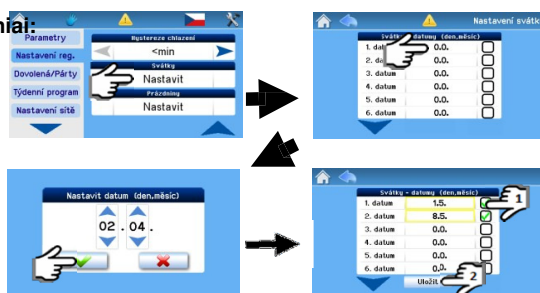 niai:
Parametry
Nastavení reg.
Dovolená/Párty
Týdenní program
Nastavení sítě
Hystereze chlazení
<min
Svátky
Nastavit
Prázdniny
Nastavit
Nastavení svátk
Svátky datumy (den,měsíc)
1. dat 0.0.
2. da 0.0.
3. datum 0.0.
4. datum 0.0.
5. datum 0.0.
6. datum 0.0.
Nastavit datum (den,měsíc)
02 . 04 .
Svátky - datumy (den,měsíc)
1. datum 1.5.
2. datum 8.5.
3. datum 0.0.
4. datum 0.0.
5. datum 0.0.
6. datum 0.0.
Uložit
1
2